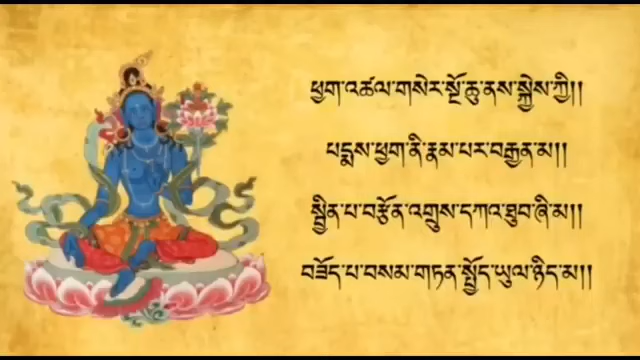 ཕྱག་འཚལ་གསེར་སྔོ་ཆུ་ནས་སྐྱེས་ཀྱི།།
པདྨས་ཕྱག་ནི་རྣམ་པར་བརྒྱན་མ།།
སྦྱིན་པ་བརྩོན་འགྲུས་དཀའ་ཐུབ་ཞི་མ།།
བཟོད་པ་བསམ་གཏན་སྤྱོད་ཡུལ་ཉིད་མ།།